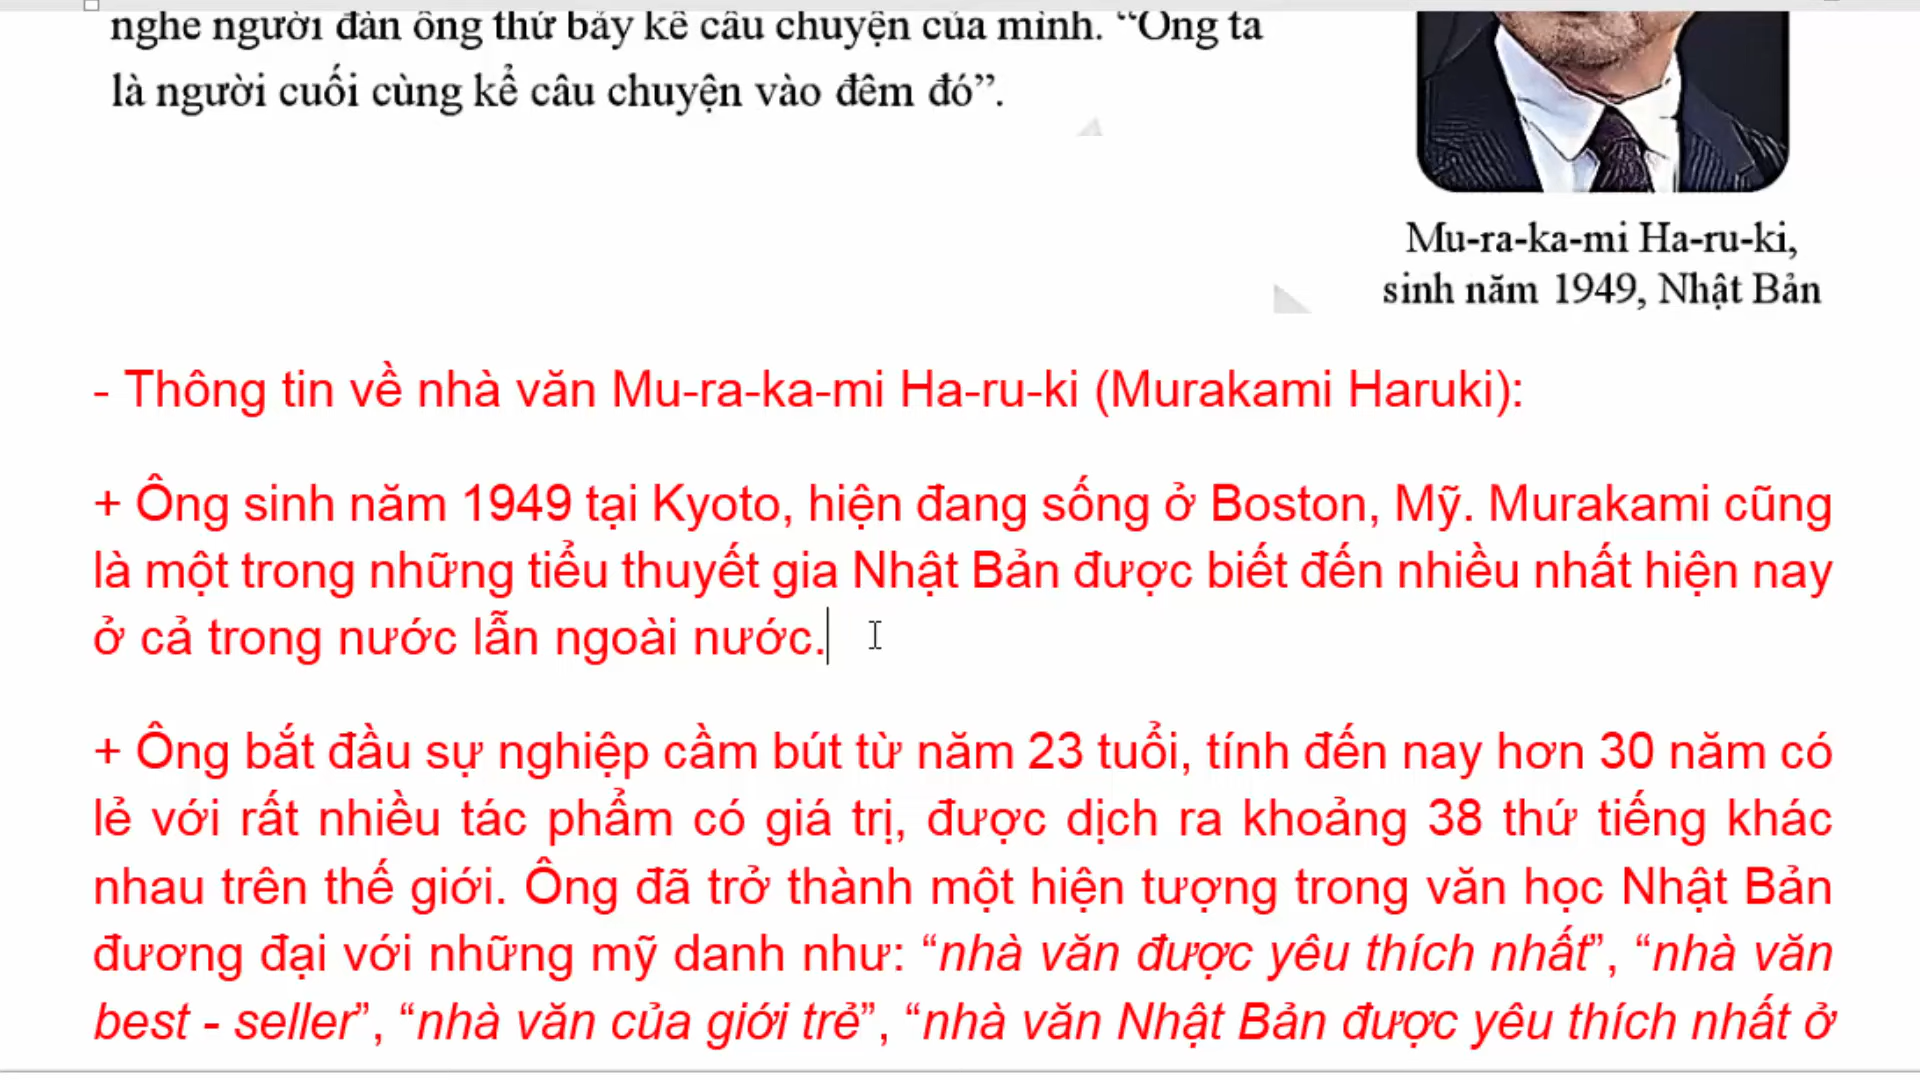 nghe người đàn ông thứ bảy kể câu chuyện của mình. “Ông ta
là người cuối cùng kể câu chuyện vào đêm đó”.
Mu-ra-ka-mi Ha-ru-ki,
sinh năm 1949, Nhật Bản
- Thông tin về nhà văn Mu-ra-ka-mi Ha-ru-ki (Murakami Haruki):
+ Ông sinh năm 1949 tại Kyoto, hiện đang sống ở Boston, Mỹ. Murakami cũng
là một trong những tiểu thuyết gia Nhật Bản được biết đến nhiều nhất hiện nay
ở cả trong nước lẫn ngoài nước.
+ Ông bắt đầu sự nghiệp cầm bút từ năm 23 tuổi, tính đến nay hơn 30 năm có
lẻ với rất nhiều tác phẩm có giá trị, được dịch ra khoảng 38 thứ tiếng khác
nhau trên thế giới. Ông đã trở thành một hiện tượng trong văn học Nhật Bản
đương đại với những mỹ danh như: “nhà văn được yêu thích nhất”, “nhà văn
best - seller”, “nhà văn của giới trẻ”, “nhà văn Nhật Bản được yêu thích nhất ở